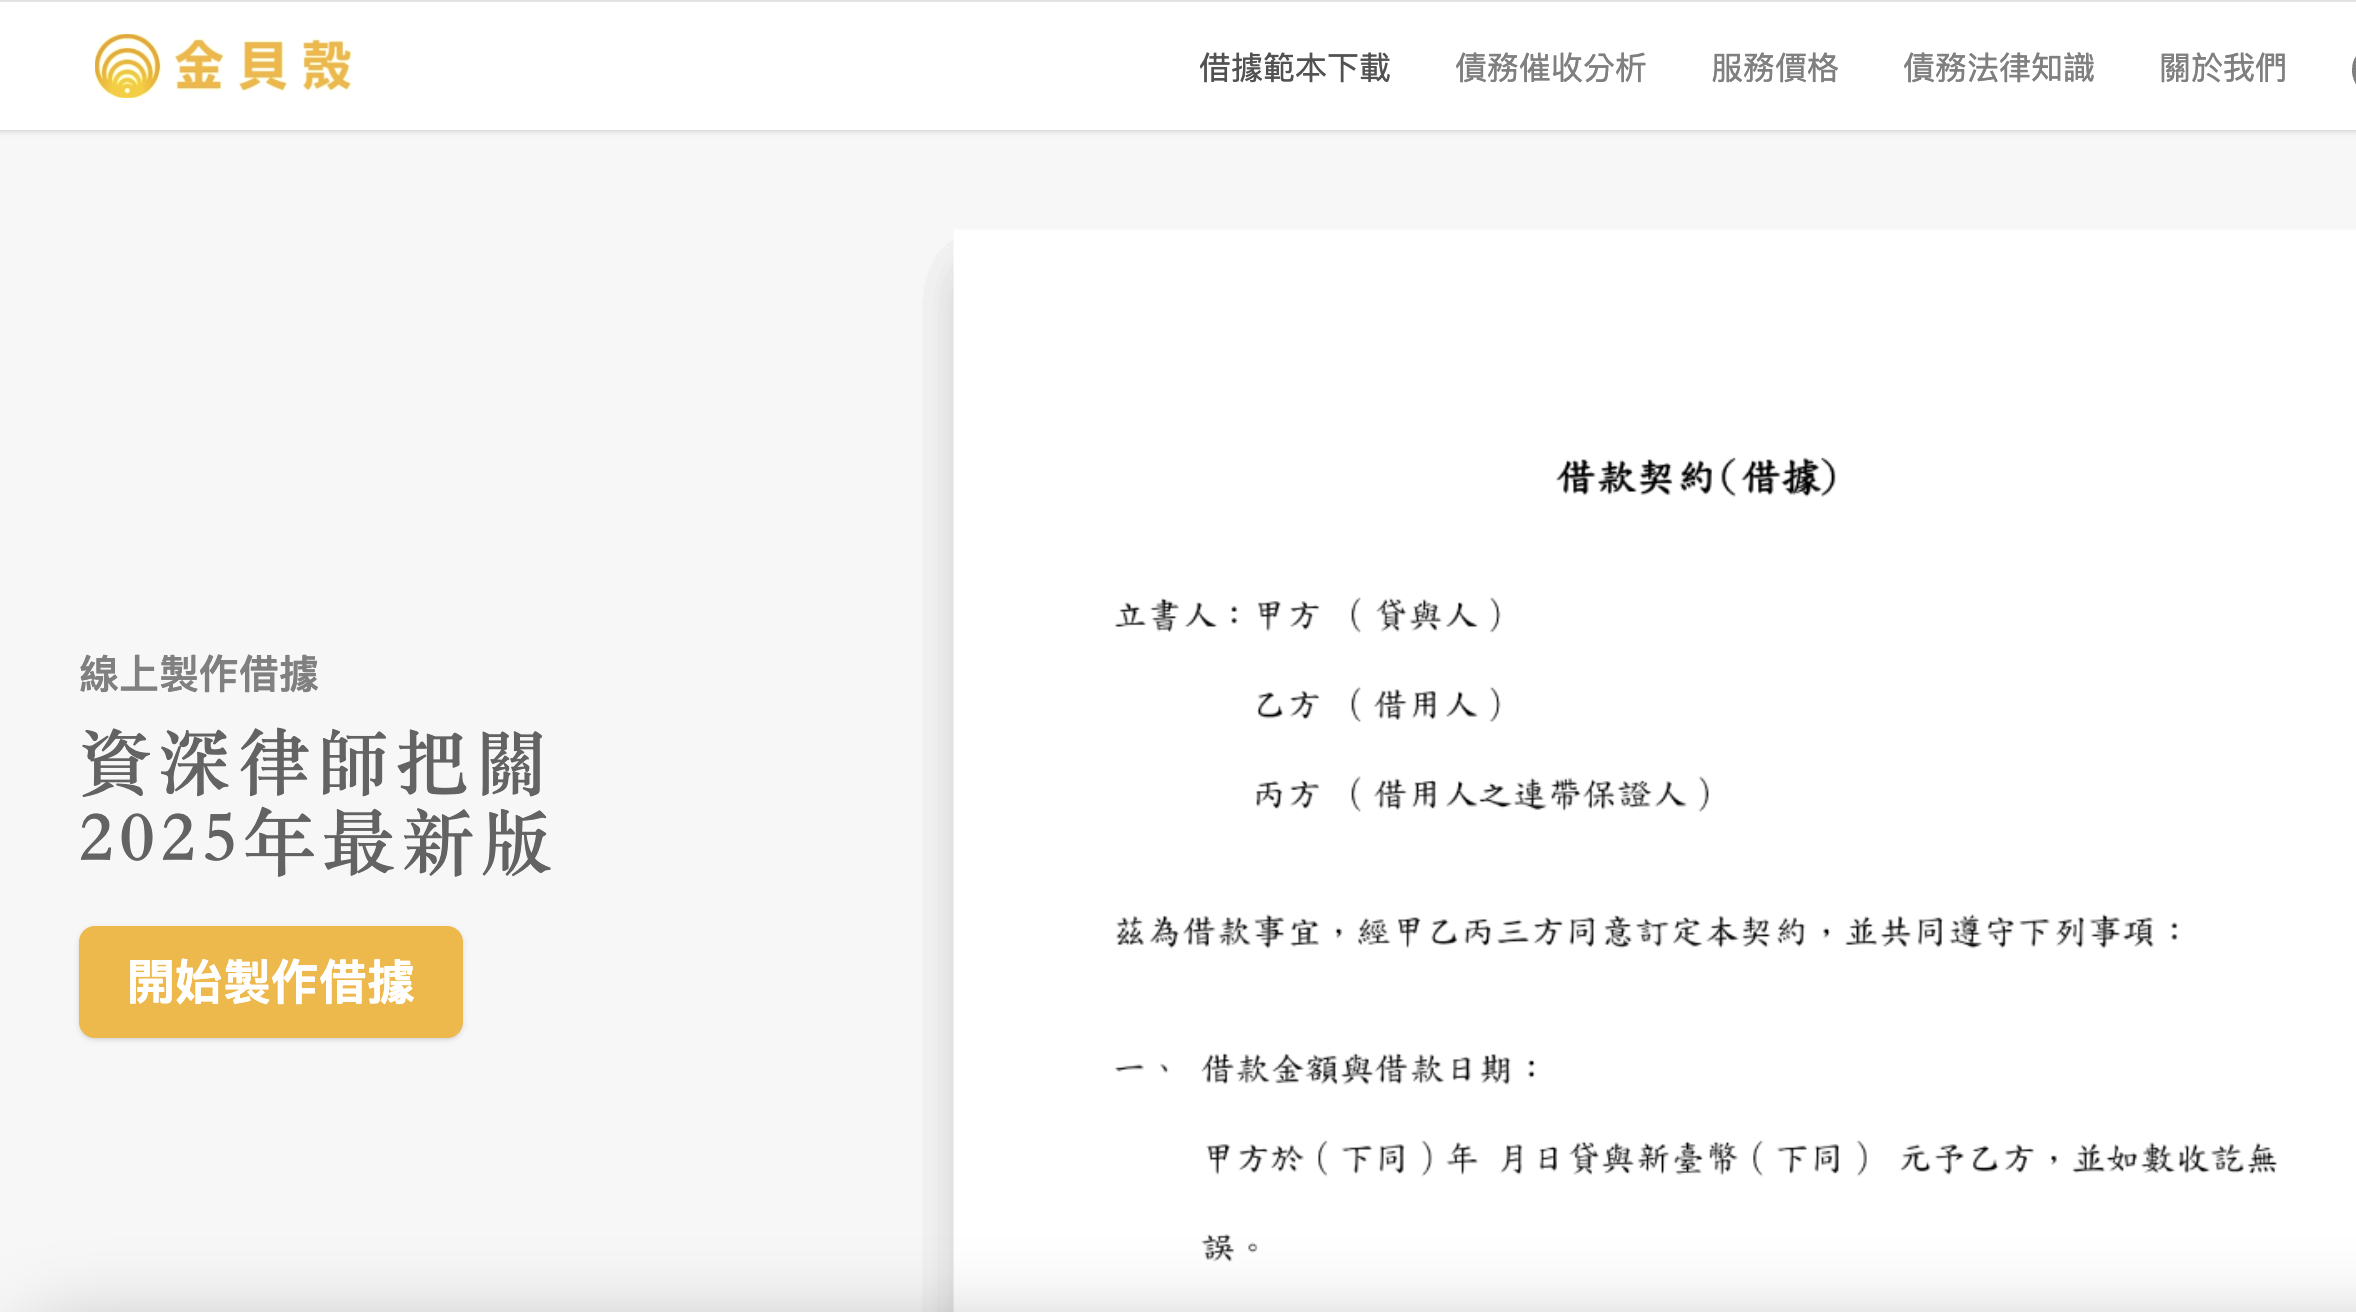 金貝殼
借據範本下載 債務催收分析 服務價格 債務法律知識 關於我們
線上製作借據
資深律師把關
2025年最新版
開始製作借據
借款契約(借據)
立書人：甲方 （貸與人）
乙方 （借用人）
丙方 （借用人之連帶保證人）
茲為借款事宜，經甲乙丙三方同意訂定本契約，並共同遵守下列事項：
一、 借款金額與借款日期：
甲方於（下同）年 月日貸與新臺幣（下同） 元予乙方，並如數收訖無
誤。